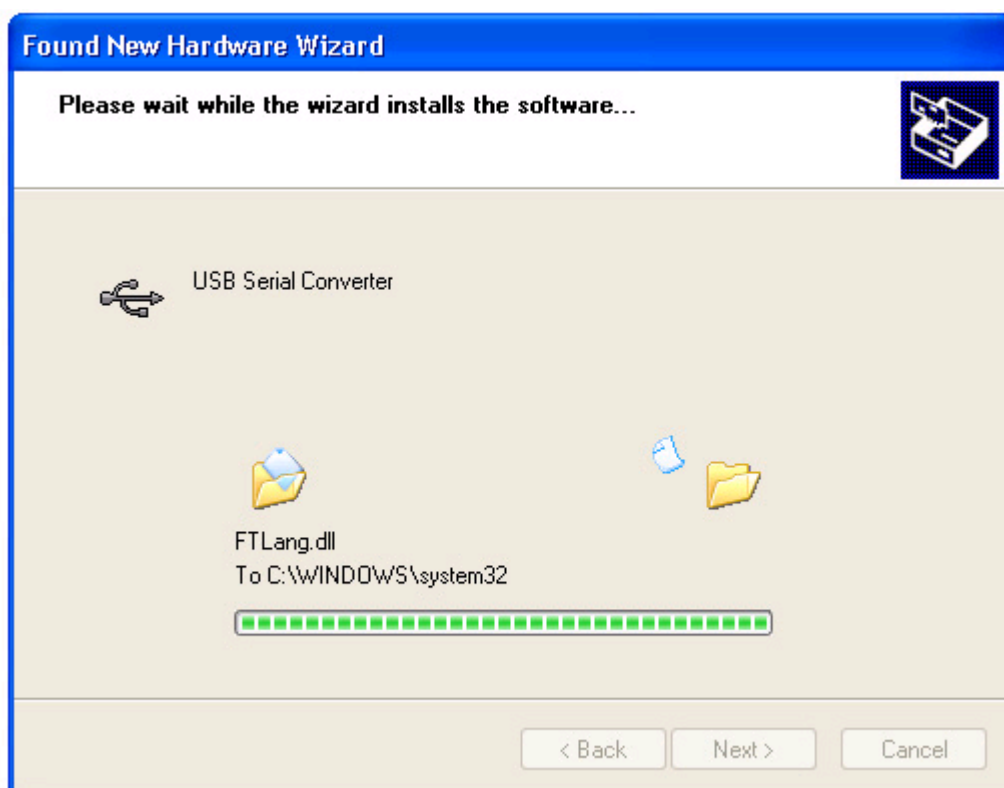 Found New Hardware Wizard
Please wait while the wizard installs the software...
USB Serial Converter
FTLang.dll
To C:\WINDOWS\system32
< Back
Next >
Cancel